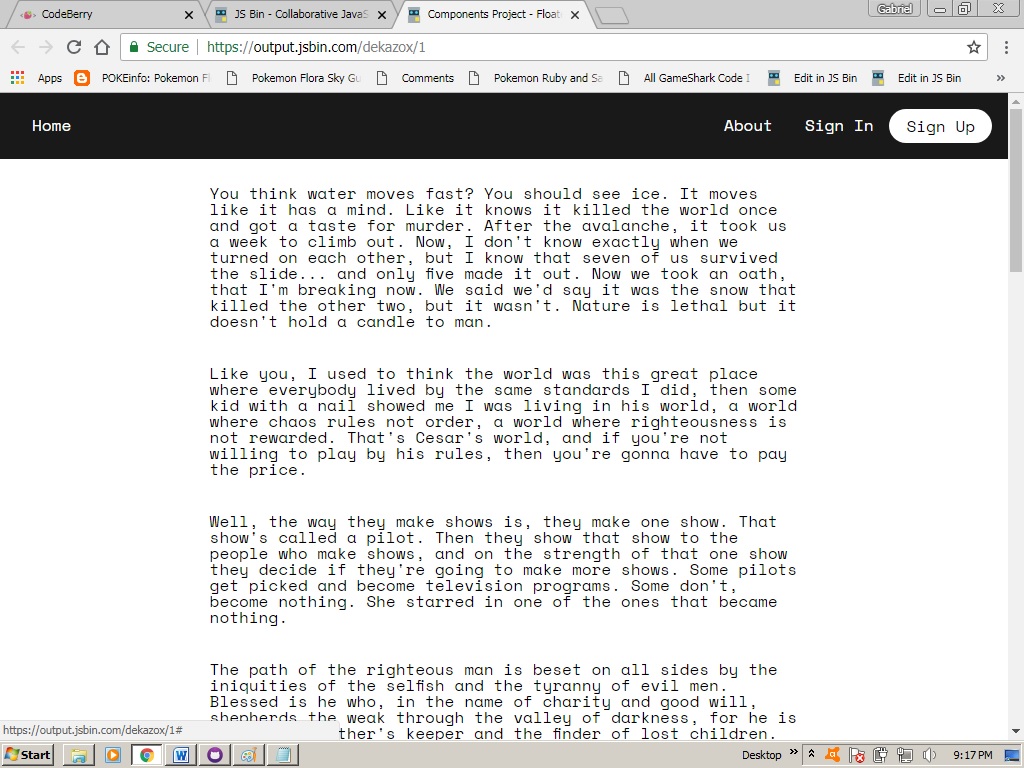 CodeBerry
JS Bin - Collaborative JavaS
Components Project - Float
Gabriel
Secure
https://output.jsbin.com/dekazox/1
Apps
POKEinfo: Pokemon F
Pokemon Flora Sky Gu
Comments
Pokemon Ruby and Sa
All GameShark Code I
Edit in JS Bin
Edit in JS Bin
»
Home
About
Sign In
Sign Up
You think water moves fast? You should see ice. It moves
like it has a mind. Like it knows it killed the world once
and got a taste for murder. After the avalanche, it took us
a week to climb out. Now, I don't know exactly when we
turned on each other, but I know that seven of us survived
the slide... and only five made it out. Now we took an oath,
that I'm breaking now. We said we'd say it was the snow that
killed the other two, but it wasn't. Nature is lethal but it
doesn't hold a candle to man.
Like you, I used to think the world was this great place
where everybody lived by the same standards I did, then some
kid with a nail showed me I was living in his world, a world
where chaos rules not order, a world where righteousness is
not rewarded. That's Cesar's world, and if you're not
willing to play by his rules, then you're gonna have to pay
the price.
Well, the way they make shows is, they make one show. That
show's called a pilot. Then they show that show to the
people who make shows, and on the strength of that one show
they decide if they're going to make more shows. Some pilots
get picked and become television programs. Some don't,
become nothing. She starred in one of the ones that became
nothing.
The path of the righteous man is beset on all sides by the
iniquities of the selfish and the tyranny of evil men.
Blessed is he who, in the name of charity and good will,
shepherds the weak through the valley of darkness, for he is
ther's keeper and the finder of lost children.
https://output.jsbin.com/dekazox/1#
Start
Desktop
»
9:17 PM